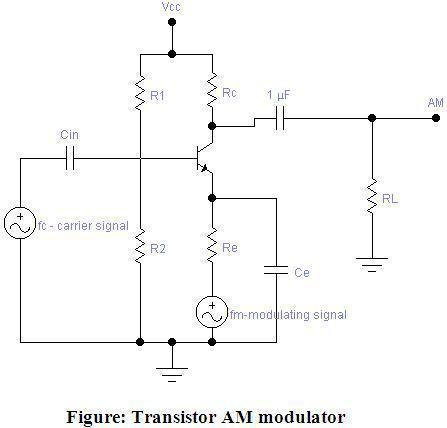 Vcc
R1
Rc
1 µF
AM
Cin
RL
fc - carrier signal
R2
Re
Ce
fm-modulating signal
Figure: Transistor AM modulator